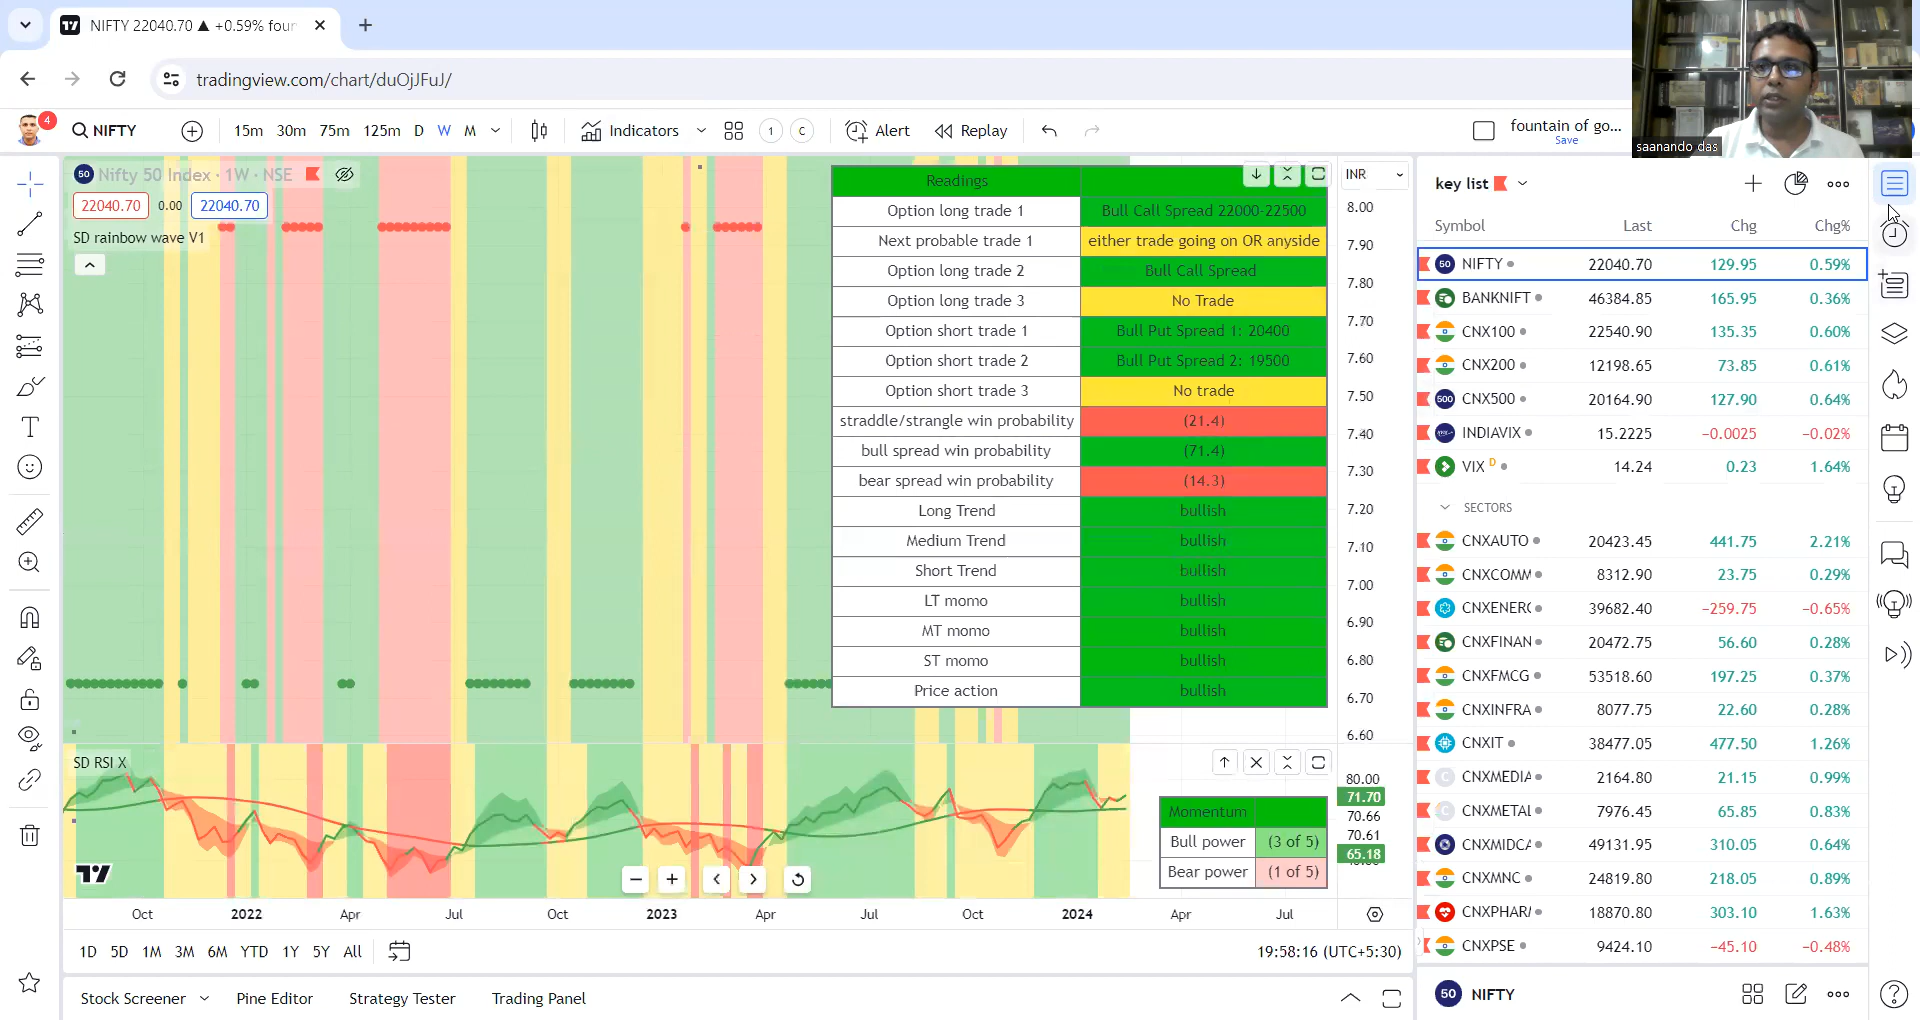 NIFTY 22040.70 ▲ +0.59% four
tradingview.com/chart/duOjJFuJ/
saanando das
4
NIFTY
15m 30m 75m 125m D W M
Indicators
1 C
Alert
Replay
fountain of go...
Save
50 Nifty 50 Index · 1W · NSE
22040.70 0.00 22040.70
SD rainbow wave V1
Readings
Option long trade 1 Bull Call Spread 22000-22500
Next probable trade 1 either trade going on OR anyside
Option long trade 2 Bull Call Spread
Option long trade 3 No Trade
Option short trade 1 Bull Put Spread 1: 20400
Option short trade 2 Bull Put Spread 2: 19500
Option short trade 3 No trade
straddle/strangle win probability (21.4)
bull spread win probability (71.4)
bear spread win probability (14.3)
Long Trend bullish
Medium Trend bullish
Short Trend bullish
LT momo bullish
MT momo bullish
ST momo bullish
Price action bullish
INR
8.00
7.90
7.80
7.70
7.60
7.50
7.40
7.30
7.20
7.10
7.00
6.90
6.80
6.70
6.60
SD RSI X
80.00
71.70
70.66
70.61
65.18
Momentum
Bull power (3 of 5)
Bear power (1 of 5)
Oct 2022 Apr Jul Oct 2023 Apr Jul Oct 2024 Apr Jul
1D 5D 1M 3M 6M YTD 1Y 5Y All
19:58:16 (UTC+5:30)
Stock Screener Pine Editor Strategy Tester Trading Panel
key list
Symbol Last Chg Chg%
50 NIFTY 22040.70 129.95 0.59%
BANKNIFT 46384.85 165.95 0.36%
CNX100 22540.90 135.35 0.60%
CNX200 12198.65 73.85 0.61%
500 CNX500 20164.90 127.90 0.64%
INDIAVIX 15.2225 −0.0025 −0.02%
VIX D 14.24 0.23 1.64%
SECTORS
CNXAUTO 20423.45 441.75 2.21%
CNXCOMM 8312.90 23.75 0.29%
CNXENERG 39682.40 −259.75 −0.65%
CNXFINAN 20472.75 56.60 0.28%
CNXFMCG 53518.60 197.25 0.37%
CNXINFRA 8077.75 22.60 0.28%
CNXIT 38477.05 477.50 1.26%
C CNXMEDIA 2164.80 21.15 0.99%
C CNXMETAL 7976.45 65.85 0.83%
CNXMIDCA 49131.95 310.05 0.64%
CNXMNC 24819.80 218.05 0.89%
CNXPHAR 18870.80 303.10 1.63%
CNXPSE 9424.10 −45.10 −0.48%
50 NIFTY